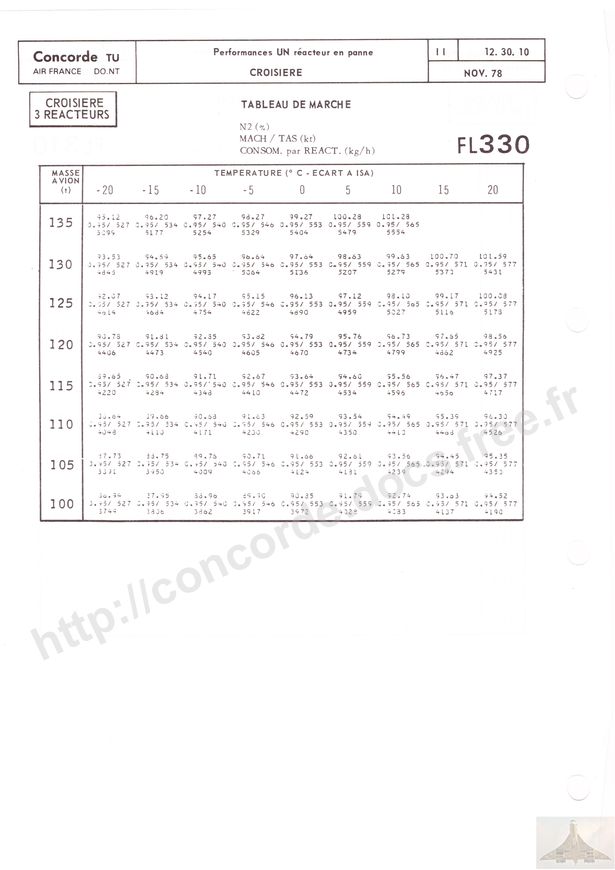 Concorde TU
AIR FRANCE DO.NT
Performances UN réacteur en panne
CROISIERE
11
12. 30. 10
NOV. 78
CROISIERE
3 REACTEURS
TABLEAU DE MARCHE
N2 (%)
MACH / TAS (kt)
CONSOM. par REACT. (kg/h)
FL330
MASSE AVION (t)
TEMPERATURE (° C - ECART A ISA)
-20 -15 -10 -5 0 5 10 15 20
95.12 96.20 97.27 98.27 99.27 100.28 101.28
135 0.95/ 527 0.95/ 534 0.95/ 540 0.95/ 546 0.95/ 553 0.95/ 559 0.95/ 565
5099 5177 5254 5329 5404 5479 5554
93.53 94.59 95.65 96.64 97.64 98.63 99.63 100.70 101.59
130 0.95/ 527 0.95/ 534 0.95/ 540 0.95/ 546 0.95/ 553 0.95/ 559 0.95/ 565 0.95/ 571 0.95/ 577
4845 4919 4993 5064 5136 5207 5279 5431
92.07 93.12 94.17 95.15 96.13 97.12 98.10 99.17 100.08
125 0.95/ 527 0.95/ 534 0.95/ 540 0.95/ 546 0.95/ 553 0.95/ 559 0.95/ 565 0.95/ 571 0.95/ 577
4614 4684 4754 4822 4890 4959 5027 5116 5173
90.78 91.81 92.85 93.82 94.79 95.76 96.73 97.65 98.56
120 0.95/ 527 0.95/ 534 0.95/ 540 0.95/ 546 0.95/ 553 0.95/ 559 0.95/ 565 0.95/ 571 0.95/ 577
4406 4473 4540 4605 4670 4734 4799 4862 4925
89.65 90.68 91.71 92.67 93.64 94.60 95.56 96.47 97.37
115 0.95/ 527 0.95/ 534 0.95/ 540 0.95/ 546 0.95/ 553 0.95/ 559 0.95/ 565 0.95/ 571 0.95/ 577
4220 4284 4348 4410 4472 4534 4596 4656 4717
88.64 89.66 90.68 91.63 92.59 93.54 94.49 95.39 96.30
110 0.95/ 527 0.95/ 534 0.95/ 540 0.95/ 546 0.95/ 553 0.95/ 559 0.95/ 565 0.95/ 571 0.95/ 577
4048 4110 4171 4230 4290 4350 4410 4468 4526
87.73 88.75 89.76 90.71 91.66 92.61 93.56 94.45 95.35
105 0.95/ 527 0.95/ 534 0.95/ 540 0.95/ 546 0.95/ 553 0.95/ 559 0.95/ 565 0.95/ 571 0.95/ 577
3891 3950 4009 4066 4124 4181 4239 4294 4350
86.94 87.95 88.96 89.90 90.85 91.79 92.74 93.63 94.52
100 0.95/ 527 0.95/ 534 0.95/ 540 0.95/ 546 0.95/ 553 0.95/ 559 0.95/ 565 0.95/ 571 0.95/ 577
3749 3806 3862 3917 3972 4028 4083 4137 4190
http://concorde.docs.free.fr